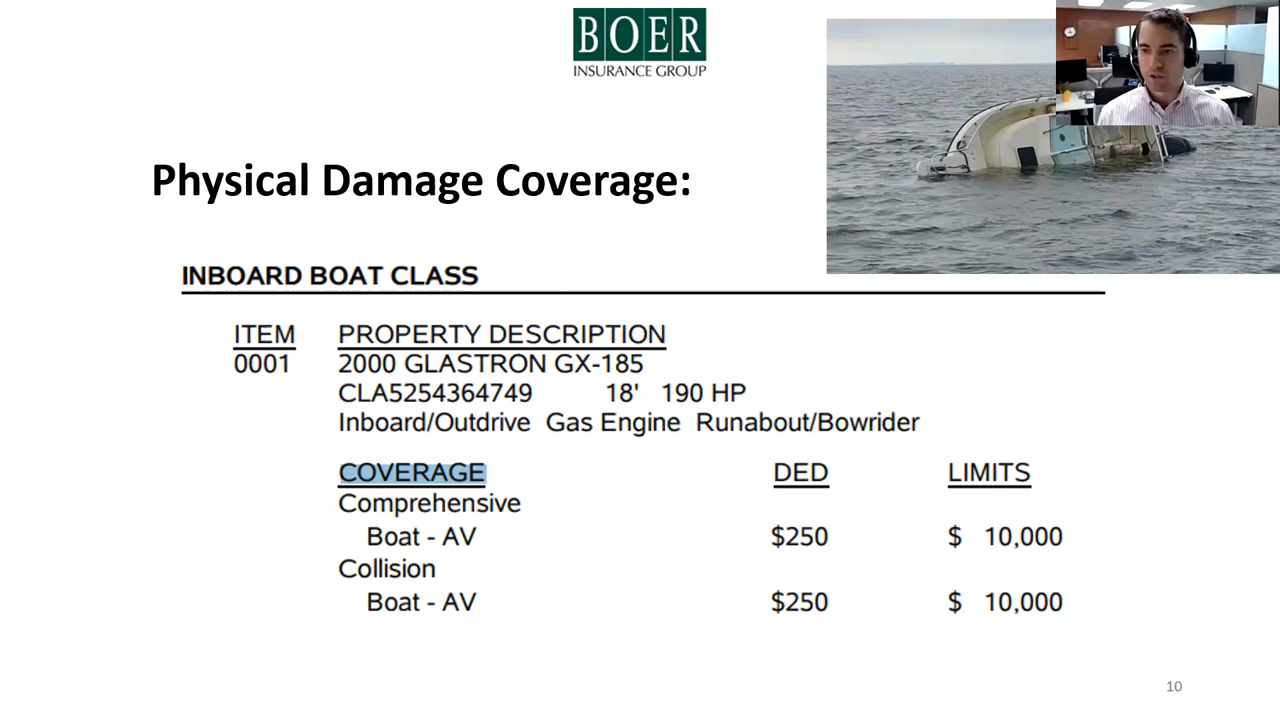 BOER
INSURANCE GROUP
Physical Damage Coverage:
INBOARD BOAT CLASS
ITEM PROPERTY DESCRIPTION
0001 2000 GLASTRON GX-185
CLA5254364749 18' 190 HP
Inboard/Outdrive Gas Engine Runabout/Bowrider
COVERAGE DED LIMITS
Comprehensive
Boat - AV $250 $ 10,000
Collision
Boat - AV $250 $ 10,000
10